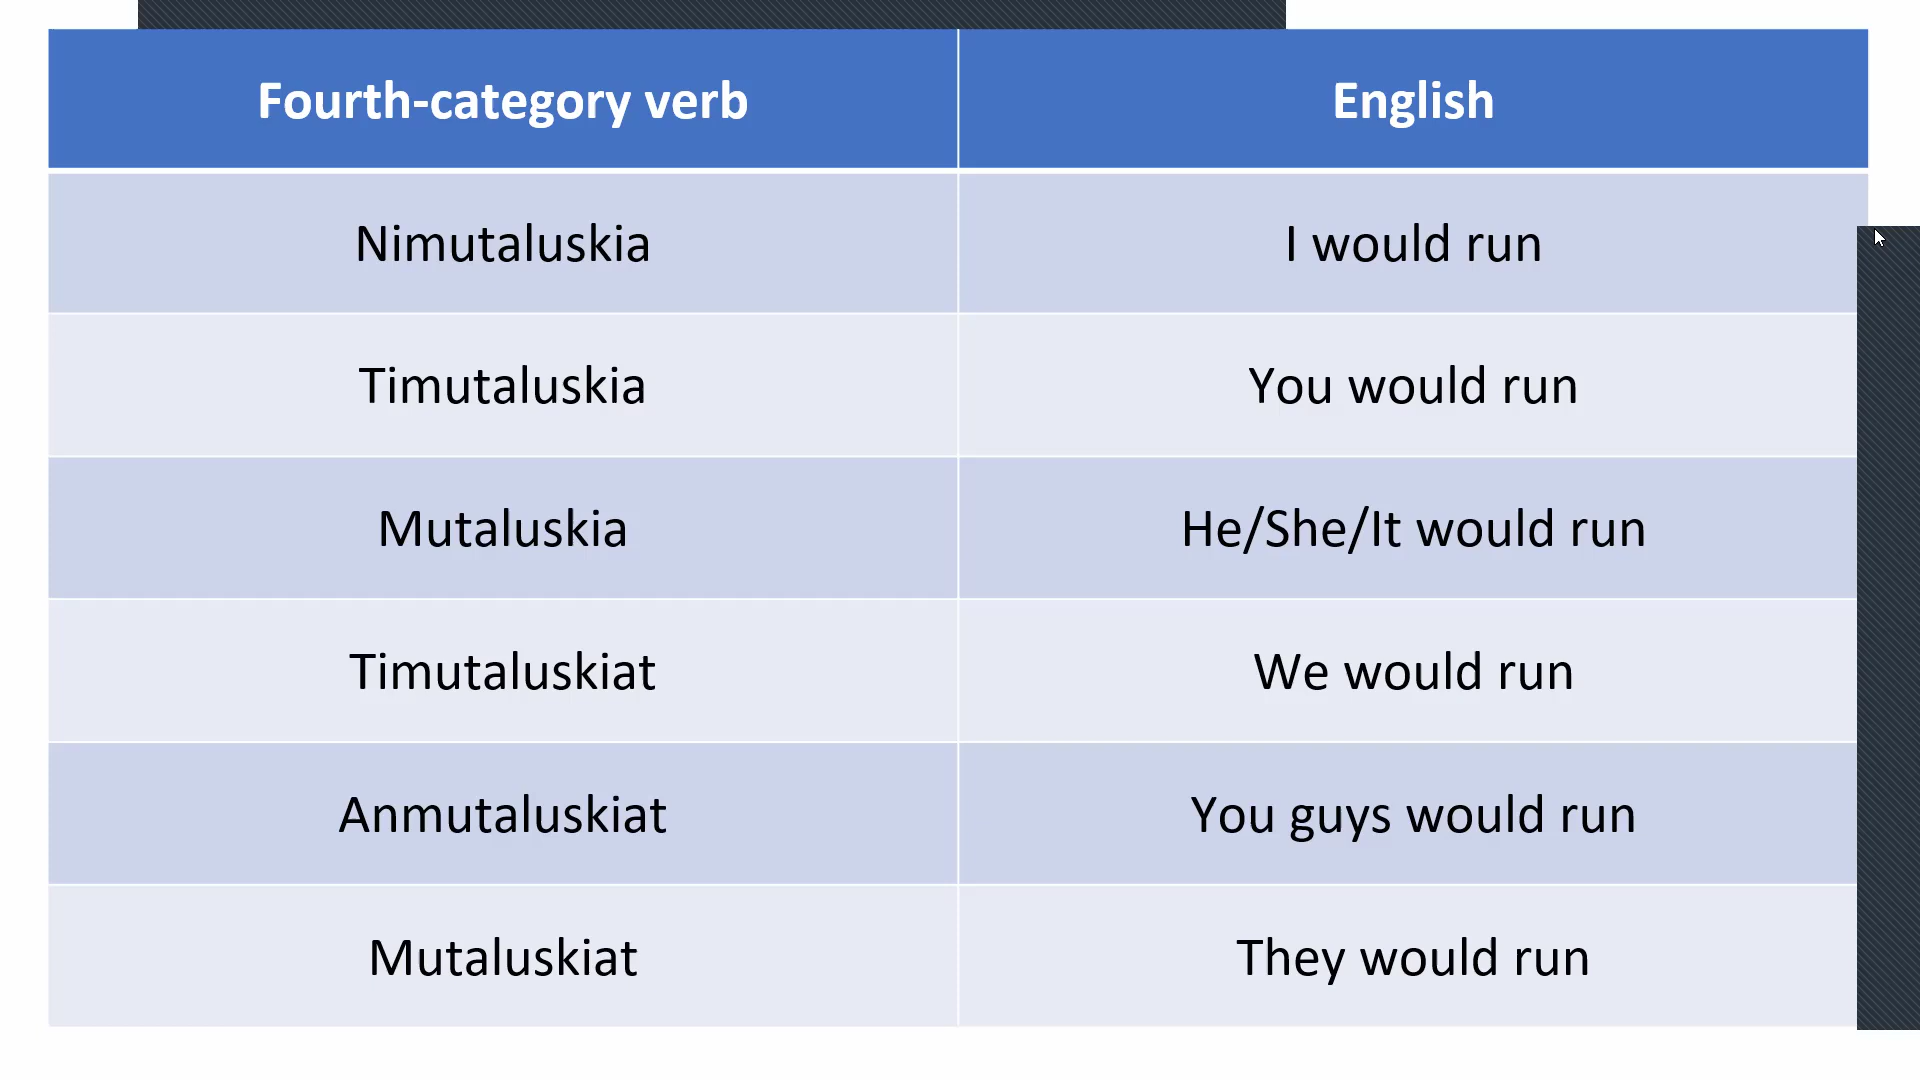 Fourth-category verb English
Nimutaluskia I would run
Timutaluskia You would run
Mutaluskia He/She/It would run
Timutaluskiat We would run
Anmutaluskiat You guys would run
Mutaluskiat They would run